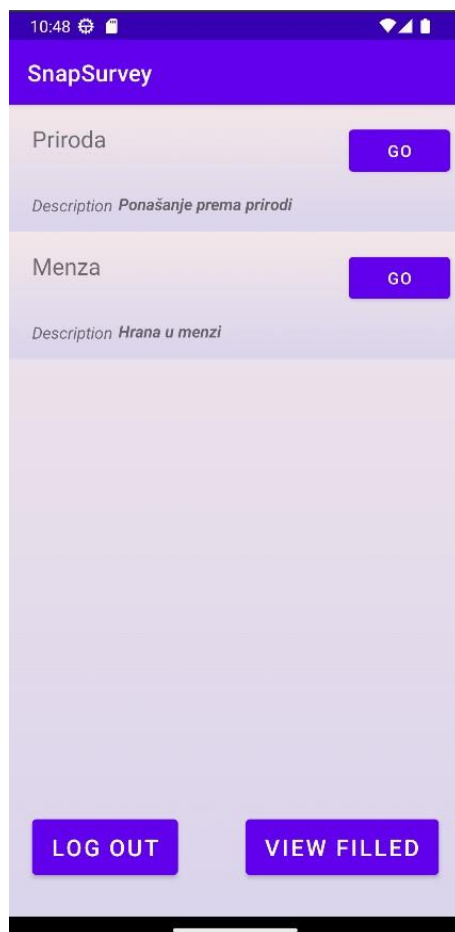 10:48
SnapSurvey
Priroda
GO
Description Ponašanje prema prirodi
Menza
GO
Description Hrana u menzi
LOG OUT
VIEW FILLED